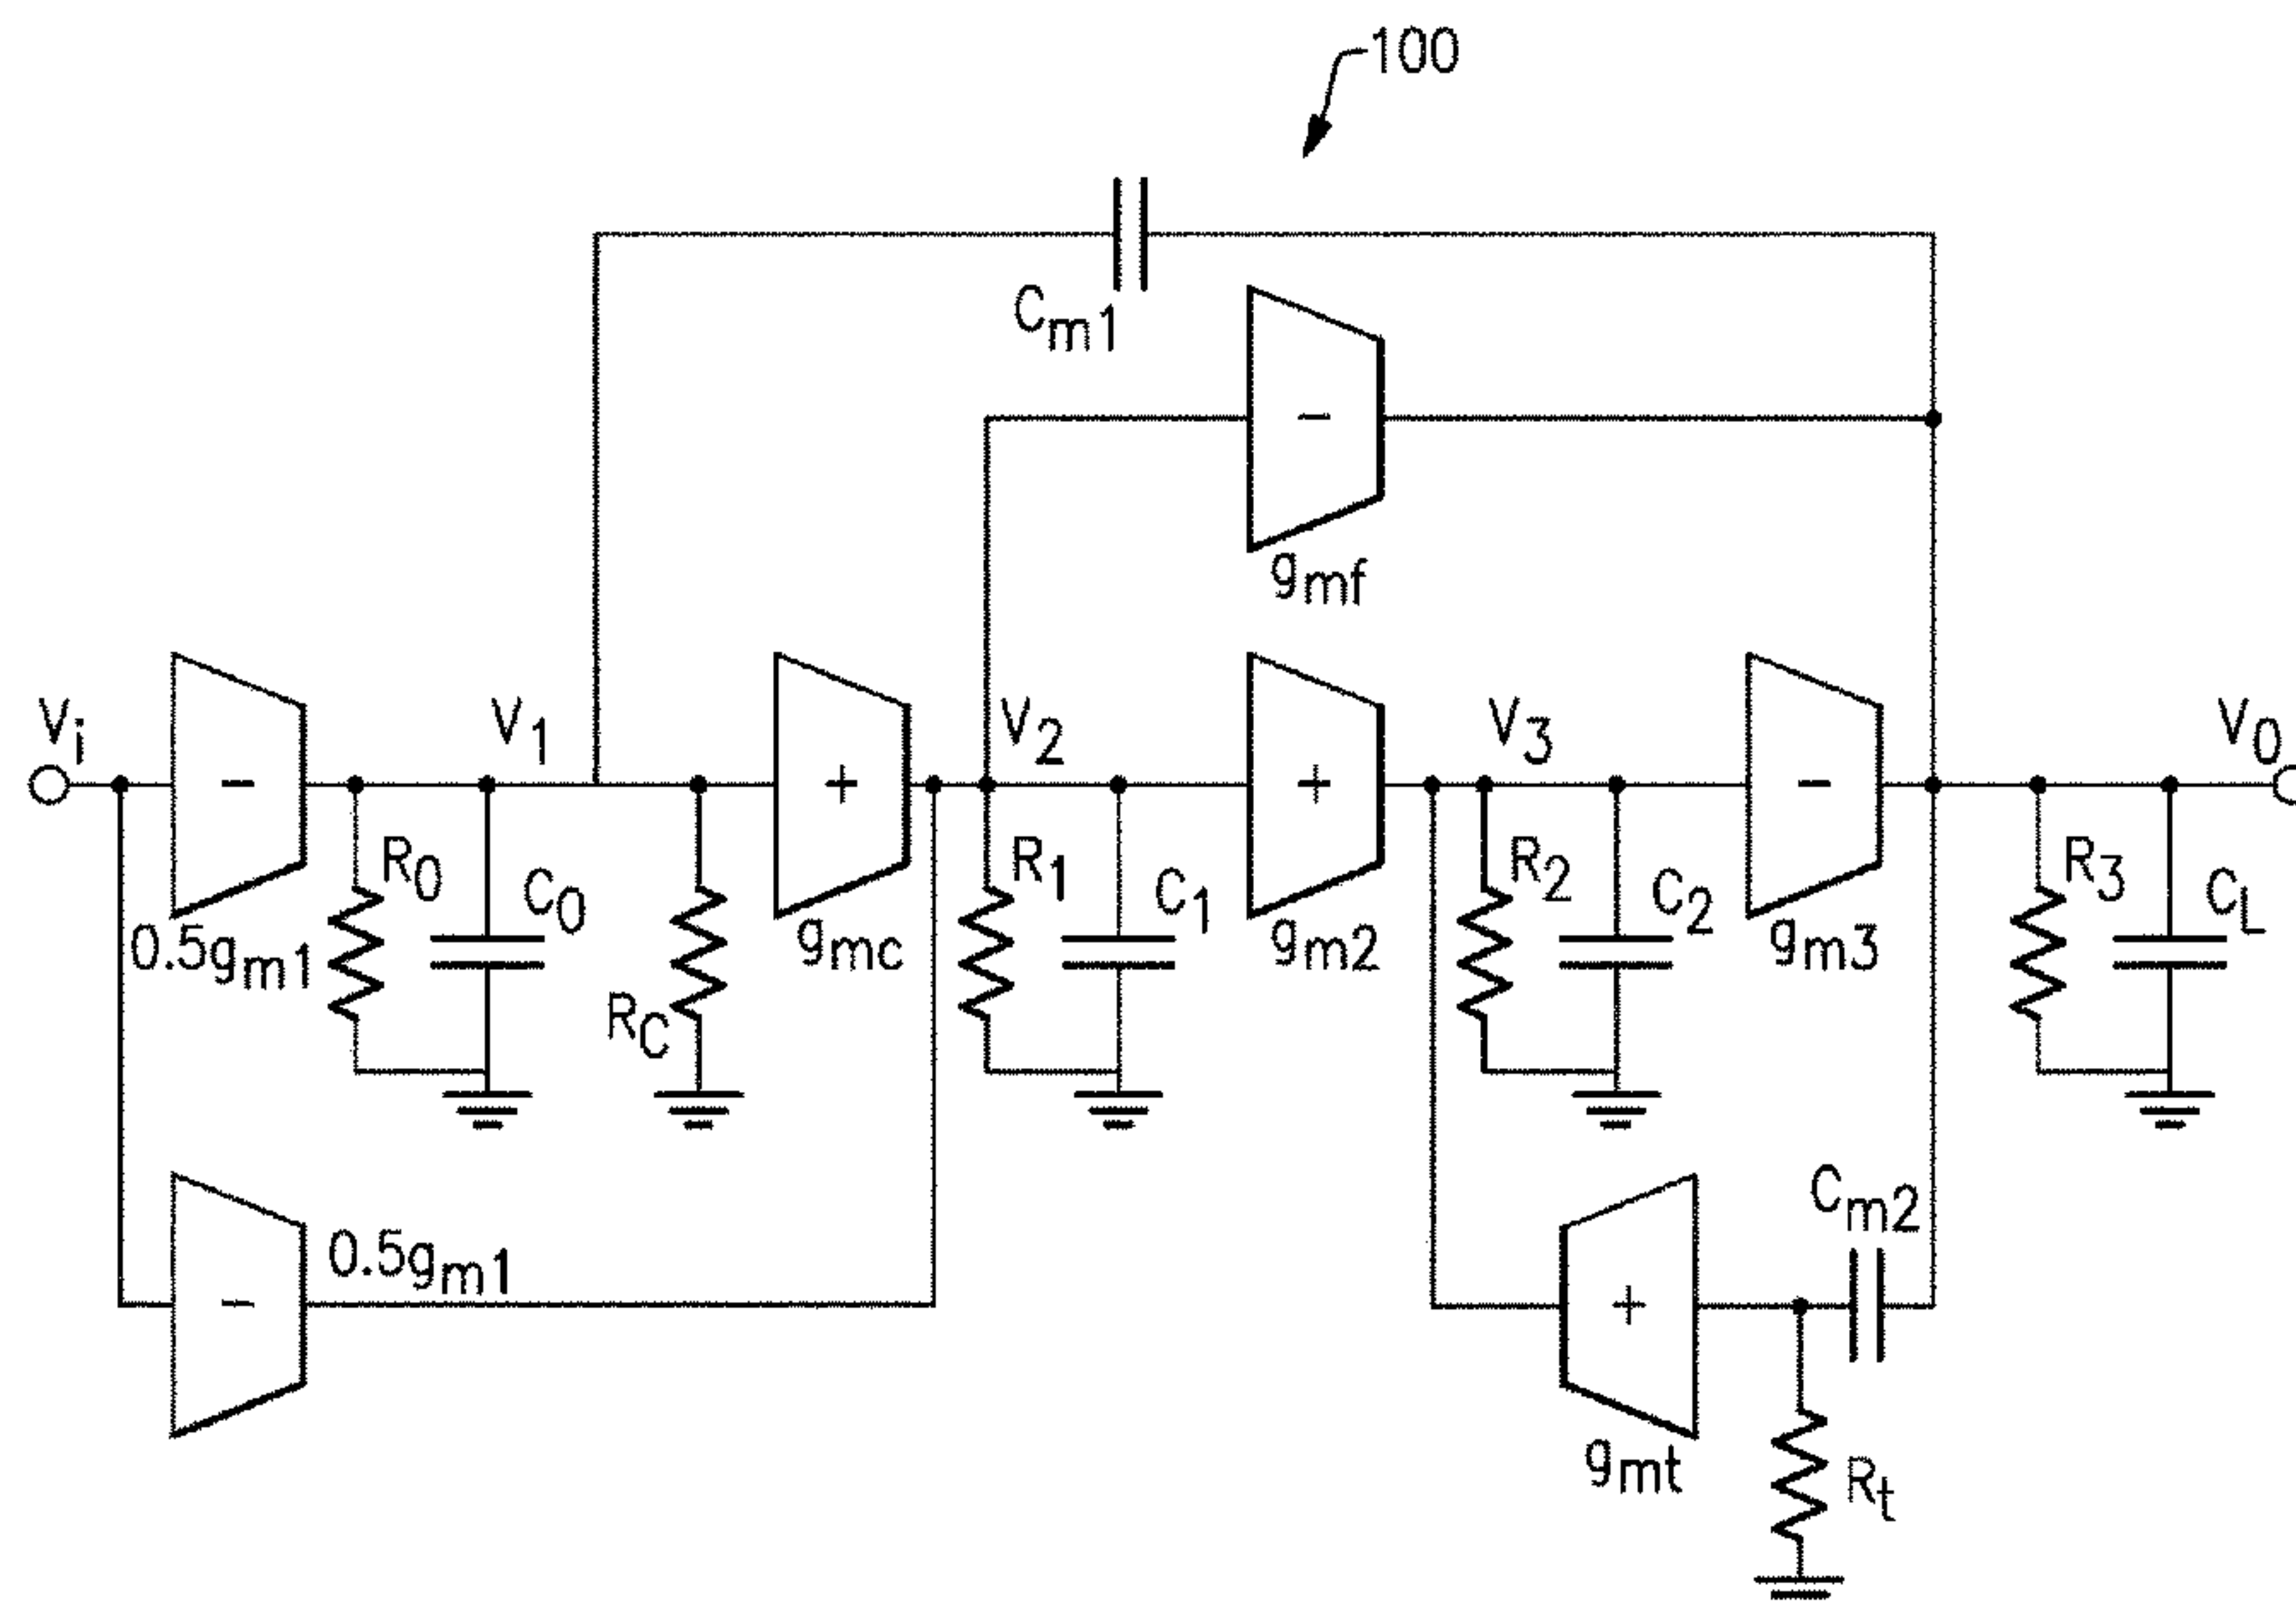 100
Cm1
−
gmf
Vi
−
V1
+
V2
+
V3
−
V0
R0
C0
R1
C1
R2
C2
R3
CL
0.5gm1
RC
gmc
gm2
gm3
−
0.5gm1
+
Cm2
gmt
Rt